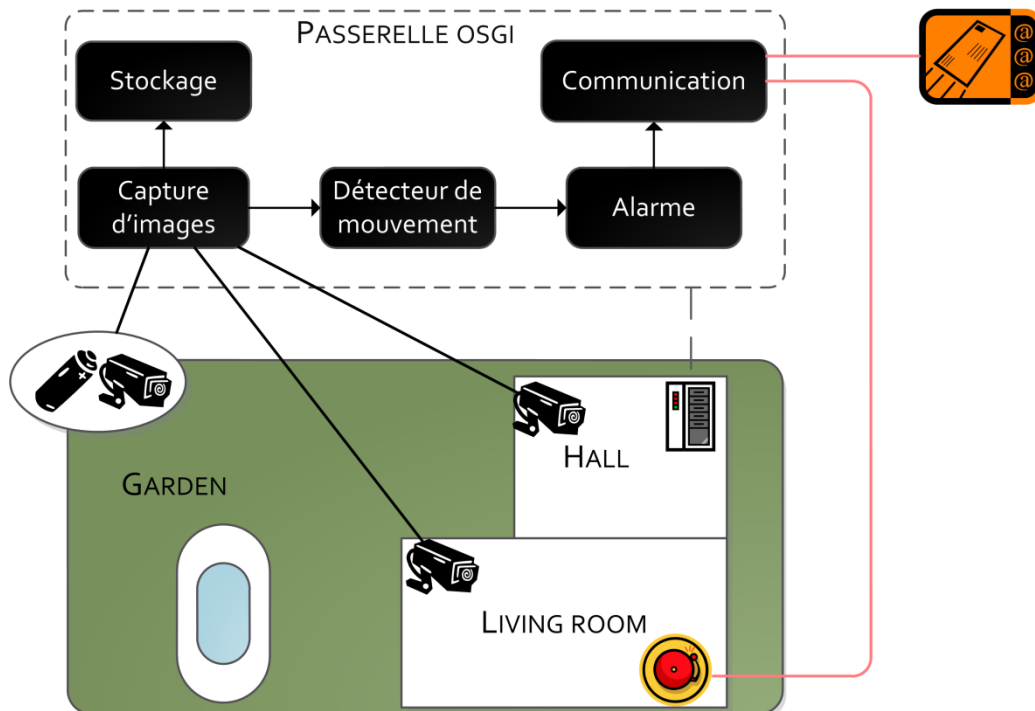 PASSERELLE OSGI
Stockage
Communication
@
@
@
Capture
d'images
Détecteur de
mouvement
Alarme
+
HALL
GARDEN
LIVING ROOM